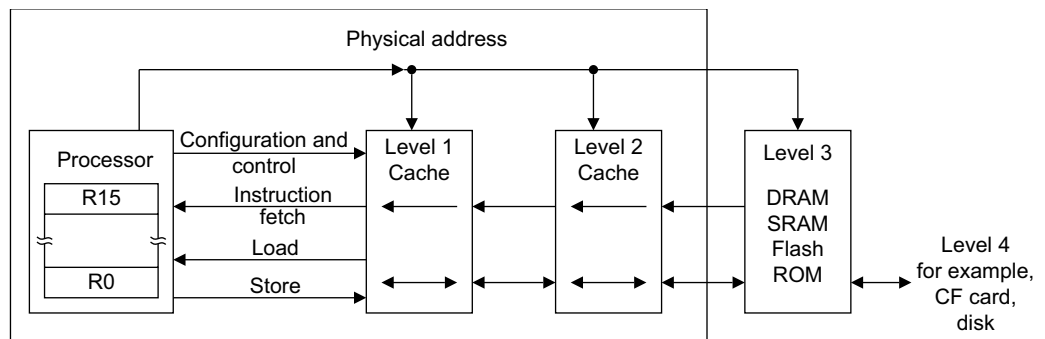 Physical address
Processor
R15
R0
Configuration and
control
Instruction
fetch
Load
Store
Level 1
Cache
Level 2
Cache
Level 3
DRAM
SRAM
Flash
ROM
Level 4
for example,
CF card,
disk